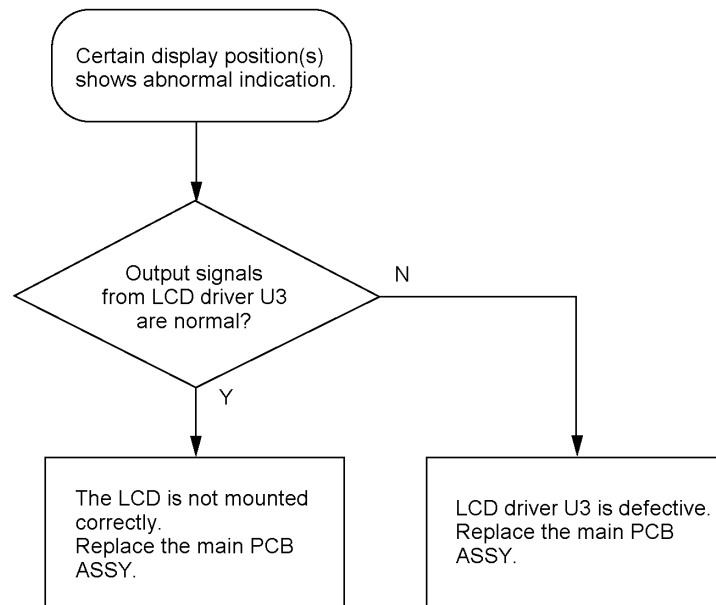 Certain display position(s)
shows abnormal indication.
Output signals
from LCD driver U3
are normal?
N
Y
The LCD is not mounted
correctly.
Replace the main PCB
ASSY.
LCD driver U3 is defective.
Replace the main PCB
ASSY.